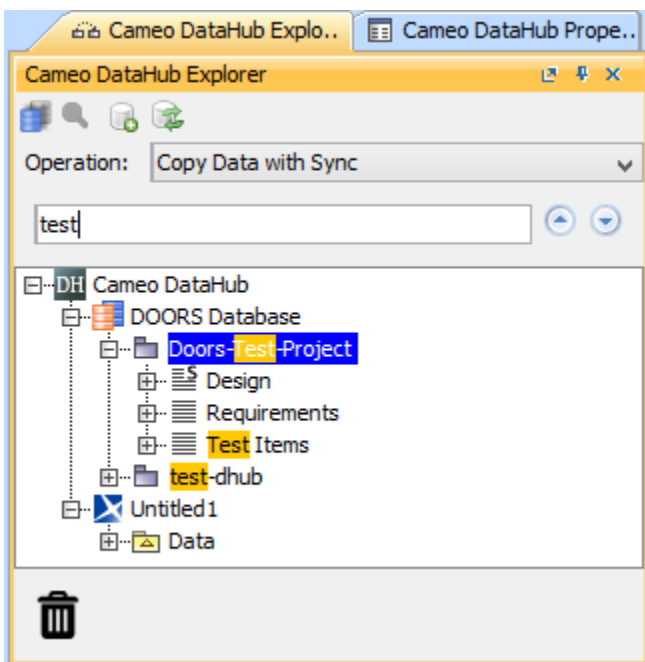 Cameo DataHub Explo.. Cameo DataHub Prope..
Cameo DataHub Explorer
Operation: Copy Data with Sync
test
DH Cameo DataHub
DOORS Database
Doors-Test-Project
S Design
Requirements
Test Items
test-dhub
Untitled1
Data